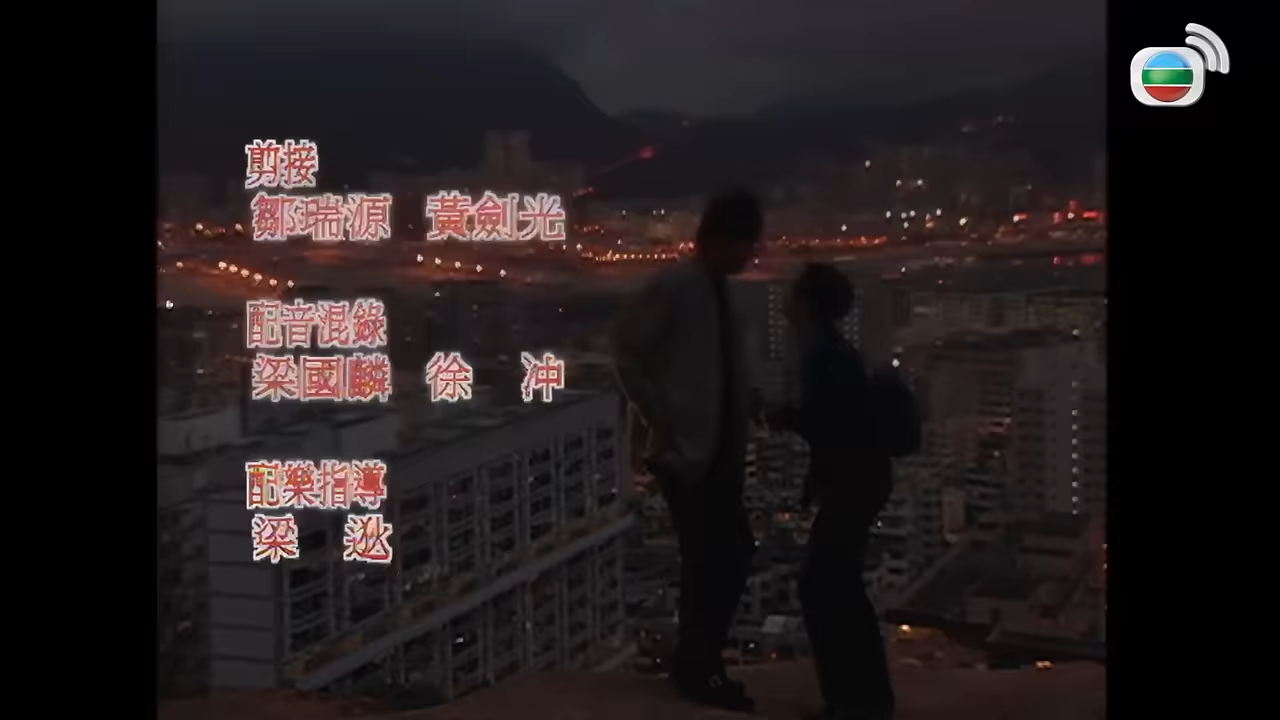 剪接
鄒瑞源 黃劍光
配音混錄
梁國麟 徐冲
配樂指導
梁逖